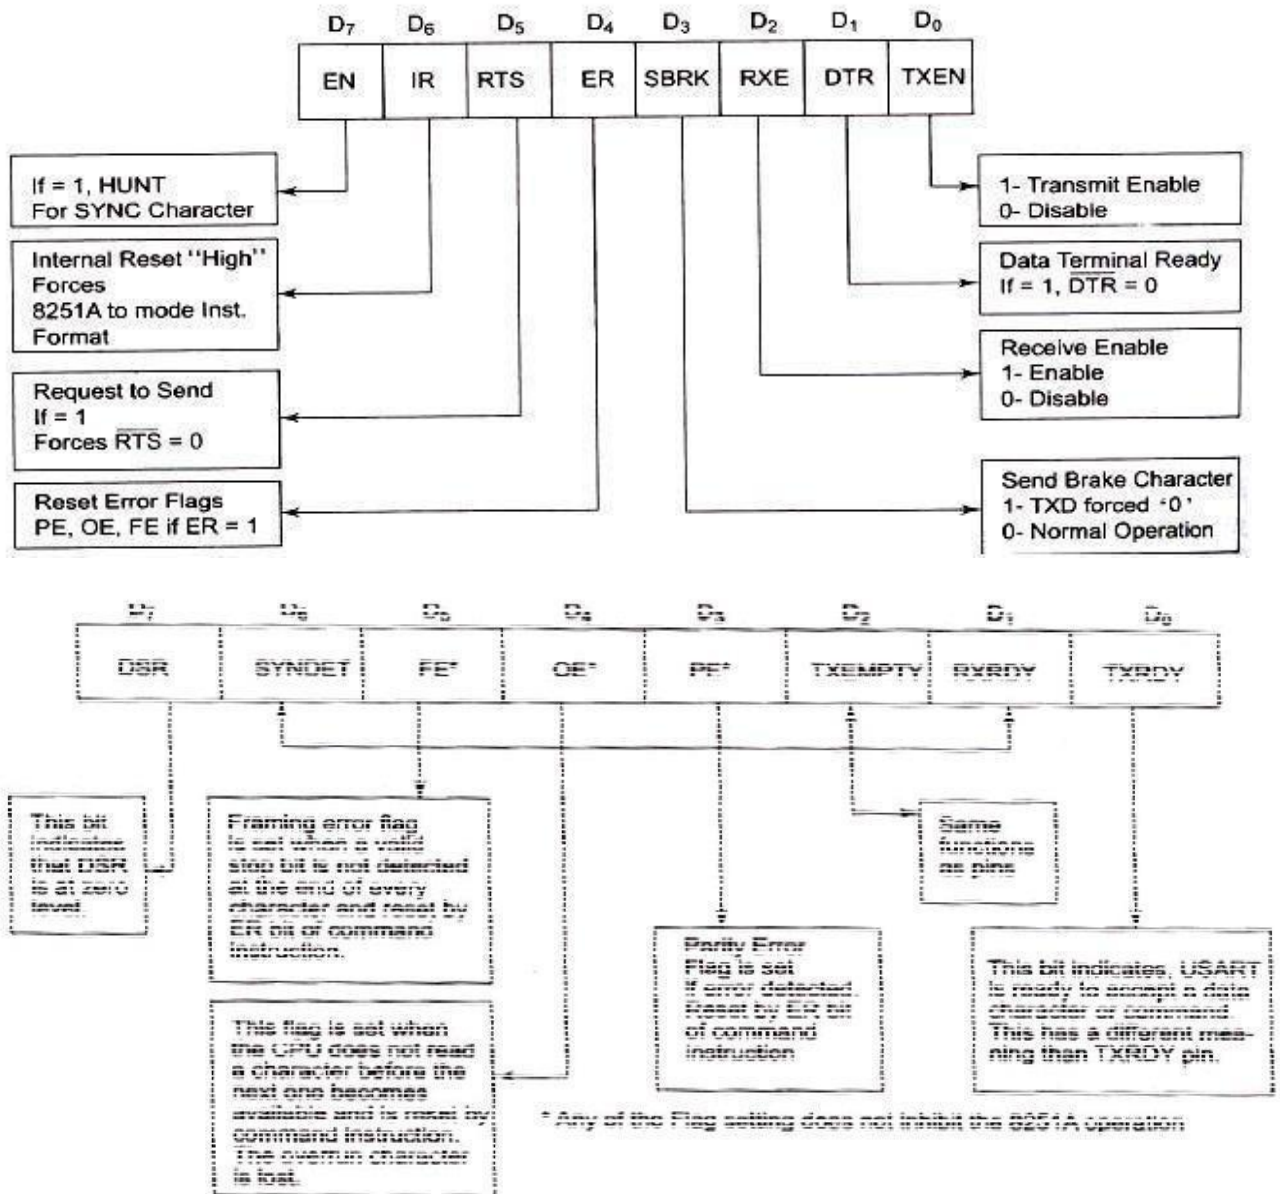 D7 D6 D5 D4 D3 D2 D1 D0
EN IR RTS ER SBRK RXE DTR TXEN
If = 1, HUNT
For SYNC Character
Internal Reset "High"
Forces
8251A to mode Inst.
Format
Request to Send
If = 1
Forces R̅T̅S̅ = 0
Reset Error Flags
PE, OE, FE if ER = 1
1- Transmit Enable
0- Disable
Data Terminal Ready
If = 1, D̅T̅R̅ = 0
Receive Enable
1- Enable
0- Disable
Send Brake Character
1- TXD forced '0'
0- Normal Operation
D7 D6 D5 D4 D3 D2 D1 D0
DSR SYNDET FE* OE* PE* TXEMPTY RXRDY TXRDY
This bit
indicates
that DSR
is at zero
level.
Framing error flag
is set when a valid
stop bit is not detected
at the end of every
character and reset by
ER bit of command
instruction.
This flag is set when
the CPU does not read
a character before the
next one becomes
available and is reset by
command instruction.
The overrun character
is lost.
Parity Error
Flag is set
if error detected.
Reset by ER bit
of command
instruction
Same
functions
as pins
This bit indicates, USART
is ready to accept a data
character or command.
This has a different mea-
ning than TXRDY pin.
* Any of the Flag setting does not inhibit the 8251A operation